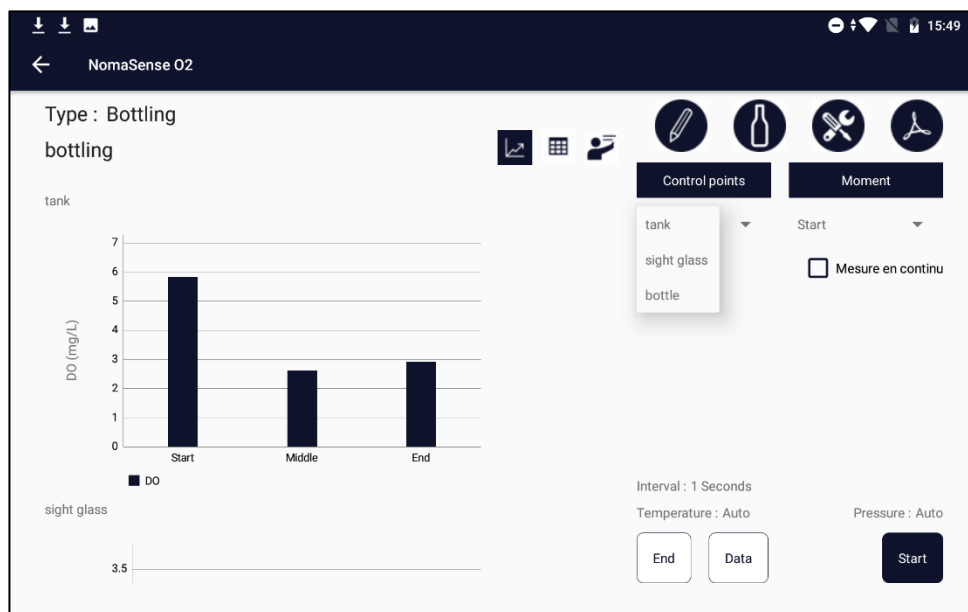 15:49
NomaSense O2
Type : Bottling
bottling
Control points
Moment
tank
tank
Start
sight glass
Mesure en continu
bottle
7
6
5
4
3
2
1
0
DO (mg/L)
Start Middle End
DO
Interval : 1 Seconds
sight glass
Temperature : Auto
Pressure : Auto
3.5
End
Data
Start